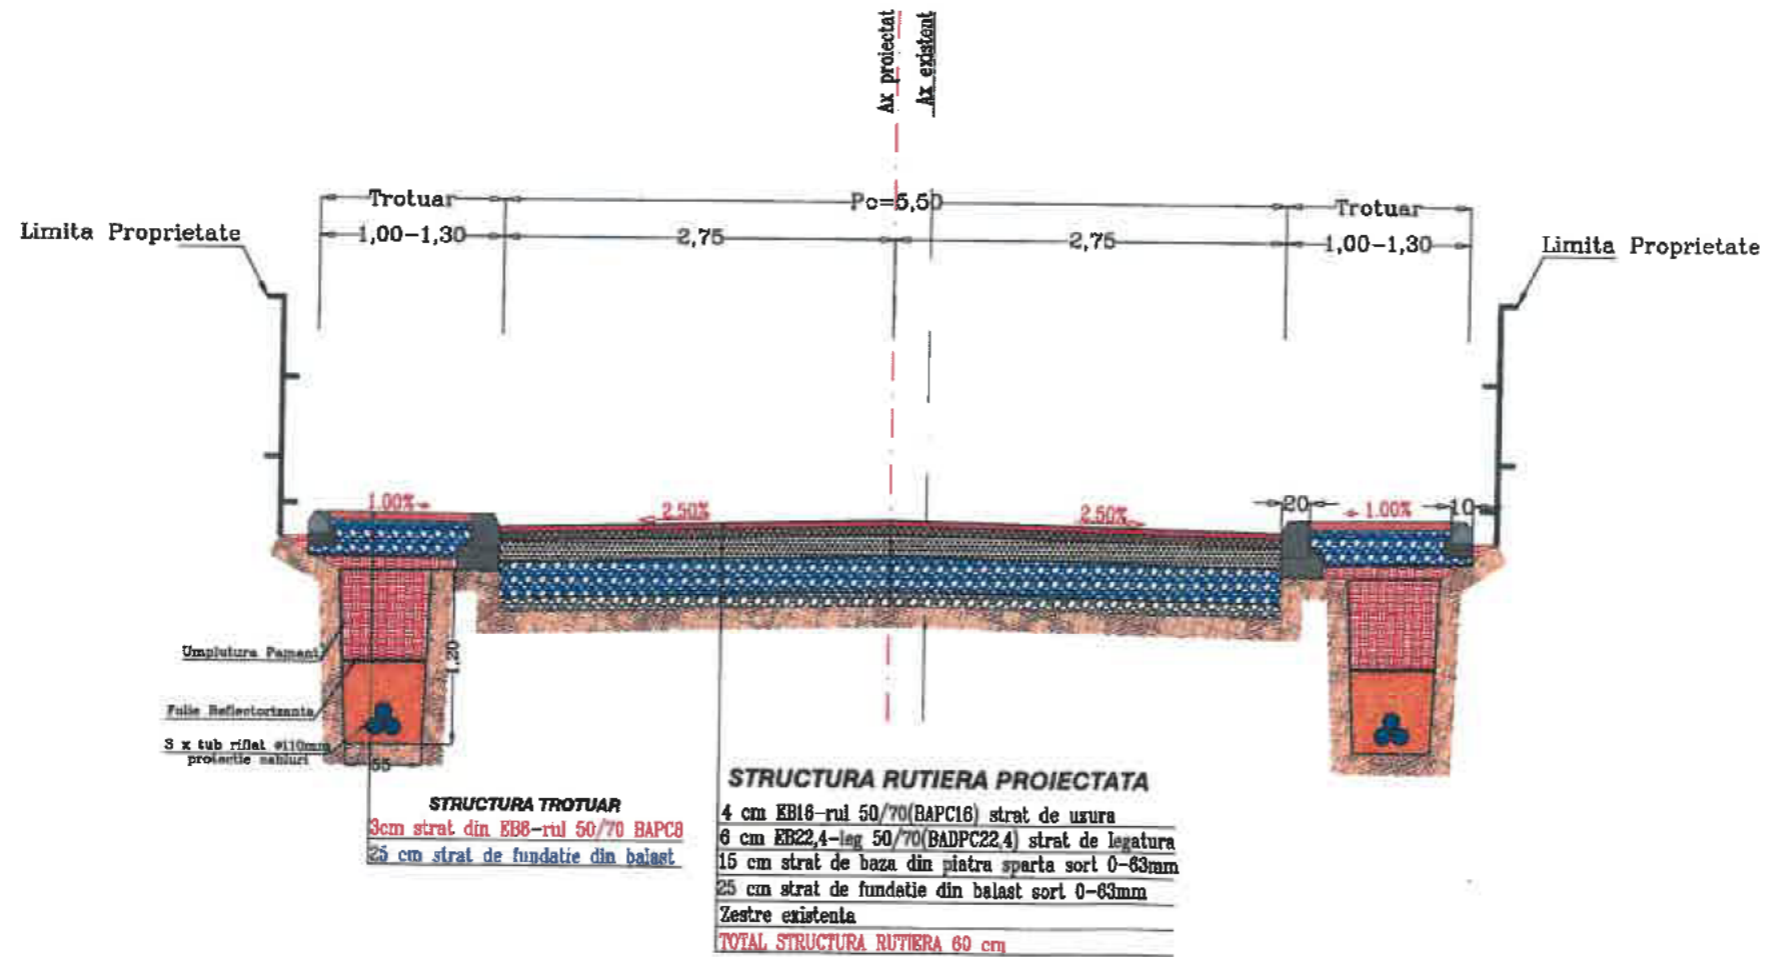 Ax proiectat
Ax existent
Trotuar
Pc=5,50
Trotuar
Limita Proprietate
1,00-1,30
2,75
2,75
1,00-1,30
Limita Proprietate
1.00%
2.50%
2.50%
20
1.00%
10
Umplutura Pamant
1,20
Folie Reflectorizanta
3 x tub riflat ø110mm
protectie cabluri
55
STRUCTURA TROTUAR
3cm strat din EB8-rul 50/70 BAPC8
25 cm strat de fundatie din balast
STRUCTURA RUTIERA PROIECTATA
4 cm EB16-rul 50/70(BAPC16) strat de uzura
6 cm EB22,4-leg 50/70(BADPC22,4) strat de legatura
15 cm strat de baza din piatra sparta sort 0-63mm
25 cm strat de fundatie din balast sort 0-63mm
Zestre existenta
TOTAL STRUCTURA RUTIERA 60 cm